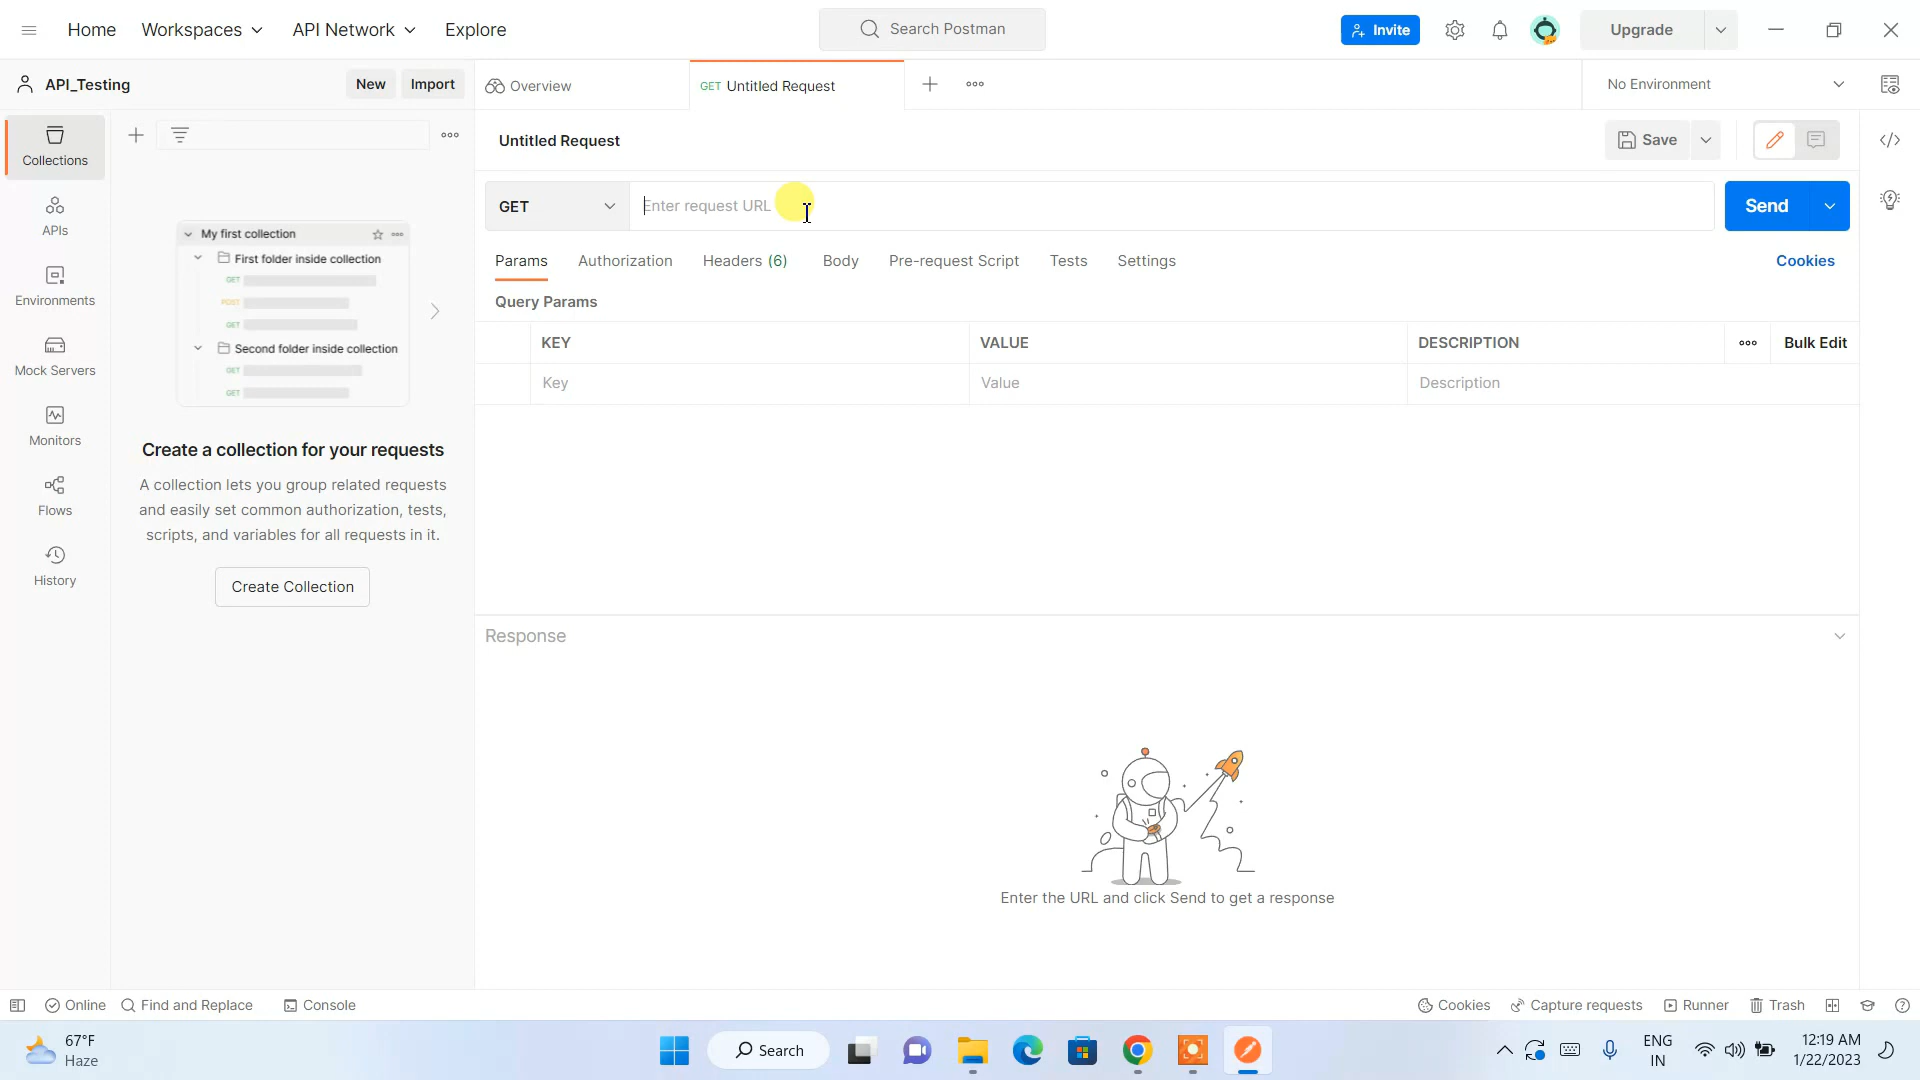 Home Workspaces API Network Explore Search Postman Invite Upgrade
API_Testing New Import Overview GET Untitled Request No Environment
Untitled Request Save
Collections
APIs
Environments
Mock Servers
Monitors
Flows
History
My first collection
First folder inside collection
GET
POST
GET
Second folder inside collection
GET
GET
Create a collection for your requests
A collection lets you group related requests
and easily set common authorization, tests,
scripts, and variables for all requests in it.
Create Collection
GET Enter request URL Send
Params Authorization Headers (6) Body Pre-request Script Tests Settings Cookies
Query Params
KEY VALUE DESCRIPTION Bulk Edit
Key Value Description
Response
Enter the URL and click Send to get a response
Online Find and Replace Console Cookies Capture requests Runner Trash
67°F
Haze
Search
ENG
IN
12:19 AM
1/22/2023